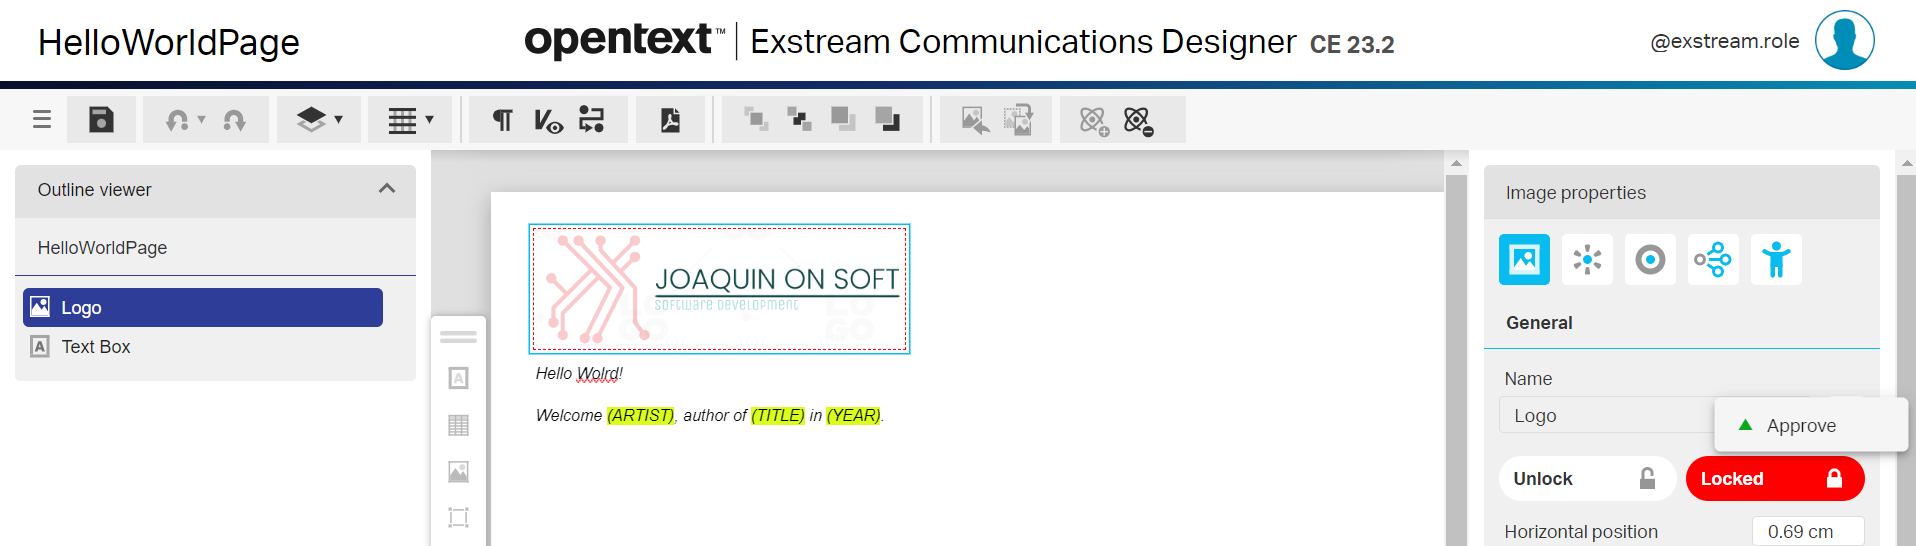 HelloWorldPage
opentext™ | Exstream Communications Designer CE 23.2
@exstream.role
Outline viewer
HelloWorldPage
Logo
A Text Box
A
JOAQUIN ON SOFT
Software Development
LOGO
LOGO
Hello Wolrd!
Welcome (ARTIST), author of (TITLE) in (YEAR).
Image properties
General
Name
Logo
Approve
Unlock
Locked
Horizontal position
0.69 cm